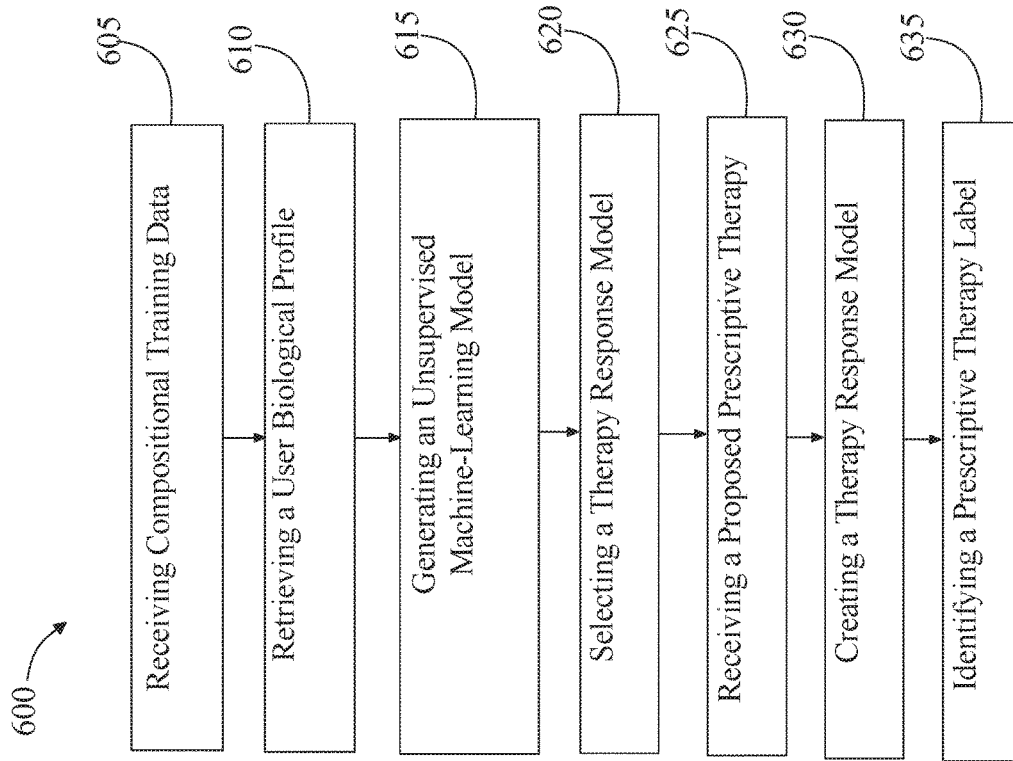 600
Receiving Compositional Training Data
605
Retrieving a User Biological Profile
610
Generating an Unsupervised
Machine-Learning Model
615
Selecting a Therapy Response Model
620
Receiving a Proposed Prescriptive Therapy
625
Creating a Therapy Response Model
630
Identifying a Prescriptive Therapy Label
635